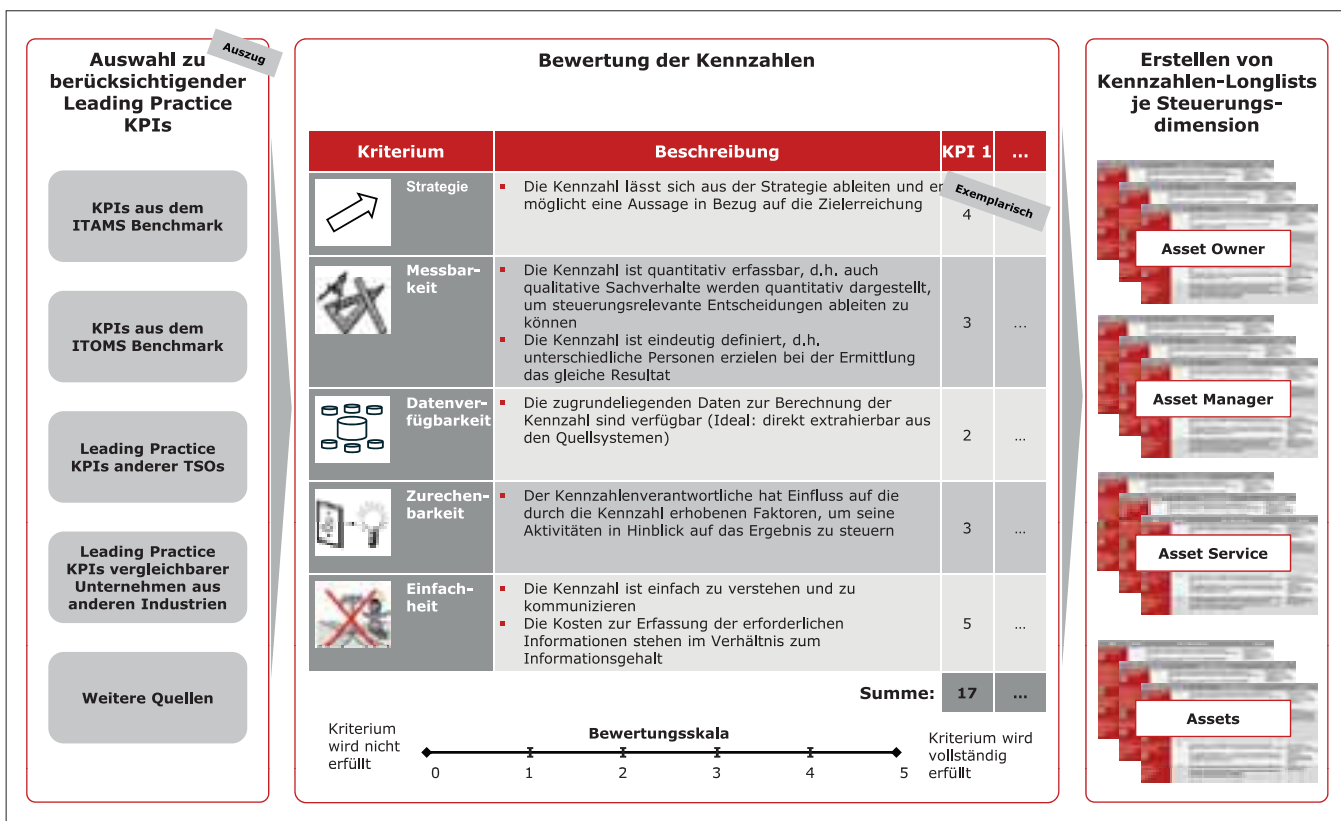 Auswahl zu
berücksichtigender
Leading Practice
KPIs
Auszug
KPIs aus dem
ITAMS Benchmark
KPIs aus dem
ITOMS Benchmark
Leading Practice
KPIs anderer TSOs
Leading Practice
KPIs vergleichbarer
Unternehmen aus
anderen Industrien
Weitere Quellen
Bewertung der Kennzahlen
Kriterium
Beschreibung
KPI 1
...
Exemplarisch
Strategie
▪ Die Kennzahl lässt sich aus der Strategie ableiten und er
möglicht eine Aussage in Bezug auf die Zielerreichung
4
Messbar-
keit
▪ Die Kennzahl ist quantitativ erfassbar, d.h. auch
qualitative Sachverhalte werden quantitativ dargestellt,
um steuerungsrelevante Entscheidungen ableiten zu
können
▪ Die Kennzahl ist eindeutig definiert, d.h.
unterschiedliche Personen erzielen bei der Ermittlung
das gleiche Resultat
3
...
Datenver-
fügbarkeit
▪ Die zugrundeliegenden Daten zur Berechnung der
Kennzahl sind verfügbar (Ideal: direkt extrahierbar aus
den Quellsystemen)
2
...
Zurechen-
barkeit
▪ Der Kennzahlenverantwortliche hat Einfluss auf die
durch die Kennzahl erhobenen Faktoren, um seine
Aktivitäten in Hinblick auf das Ergebnis zu steuern
3
...
Einfach-
heit
▪ Die Kennzahl ist einfach zu verstehen und zu
kommunizieren
▪ Die Kosten zur Erfassung der erforderlichen
Informationen stehen im Verhältnis zum
Informationsgehalt
5
...
Summe:
17
...
Kriterium
wird nicht
erfüllt
Bewertungsskala
0 1 2 3 4 5
Kriterium wird
vollständig
erfüllt
Erstellen von
Kennzahlen-Longlists
je Steuerungs-
dimension
Asset Owner
Asset Manager
Asset Service
Assets